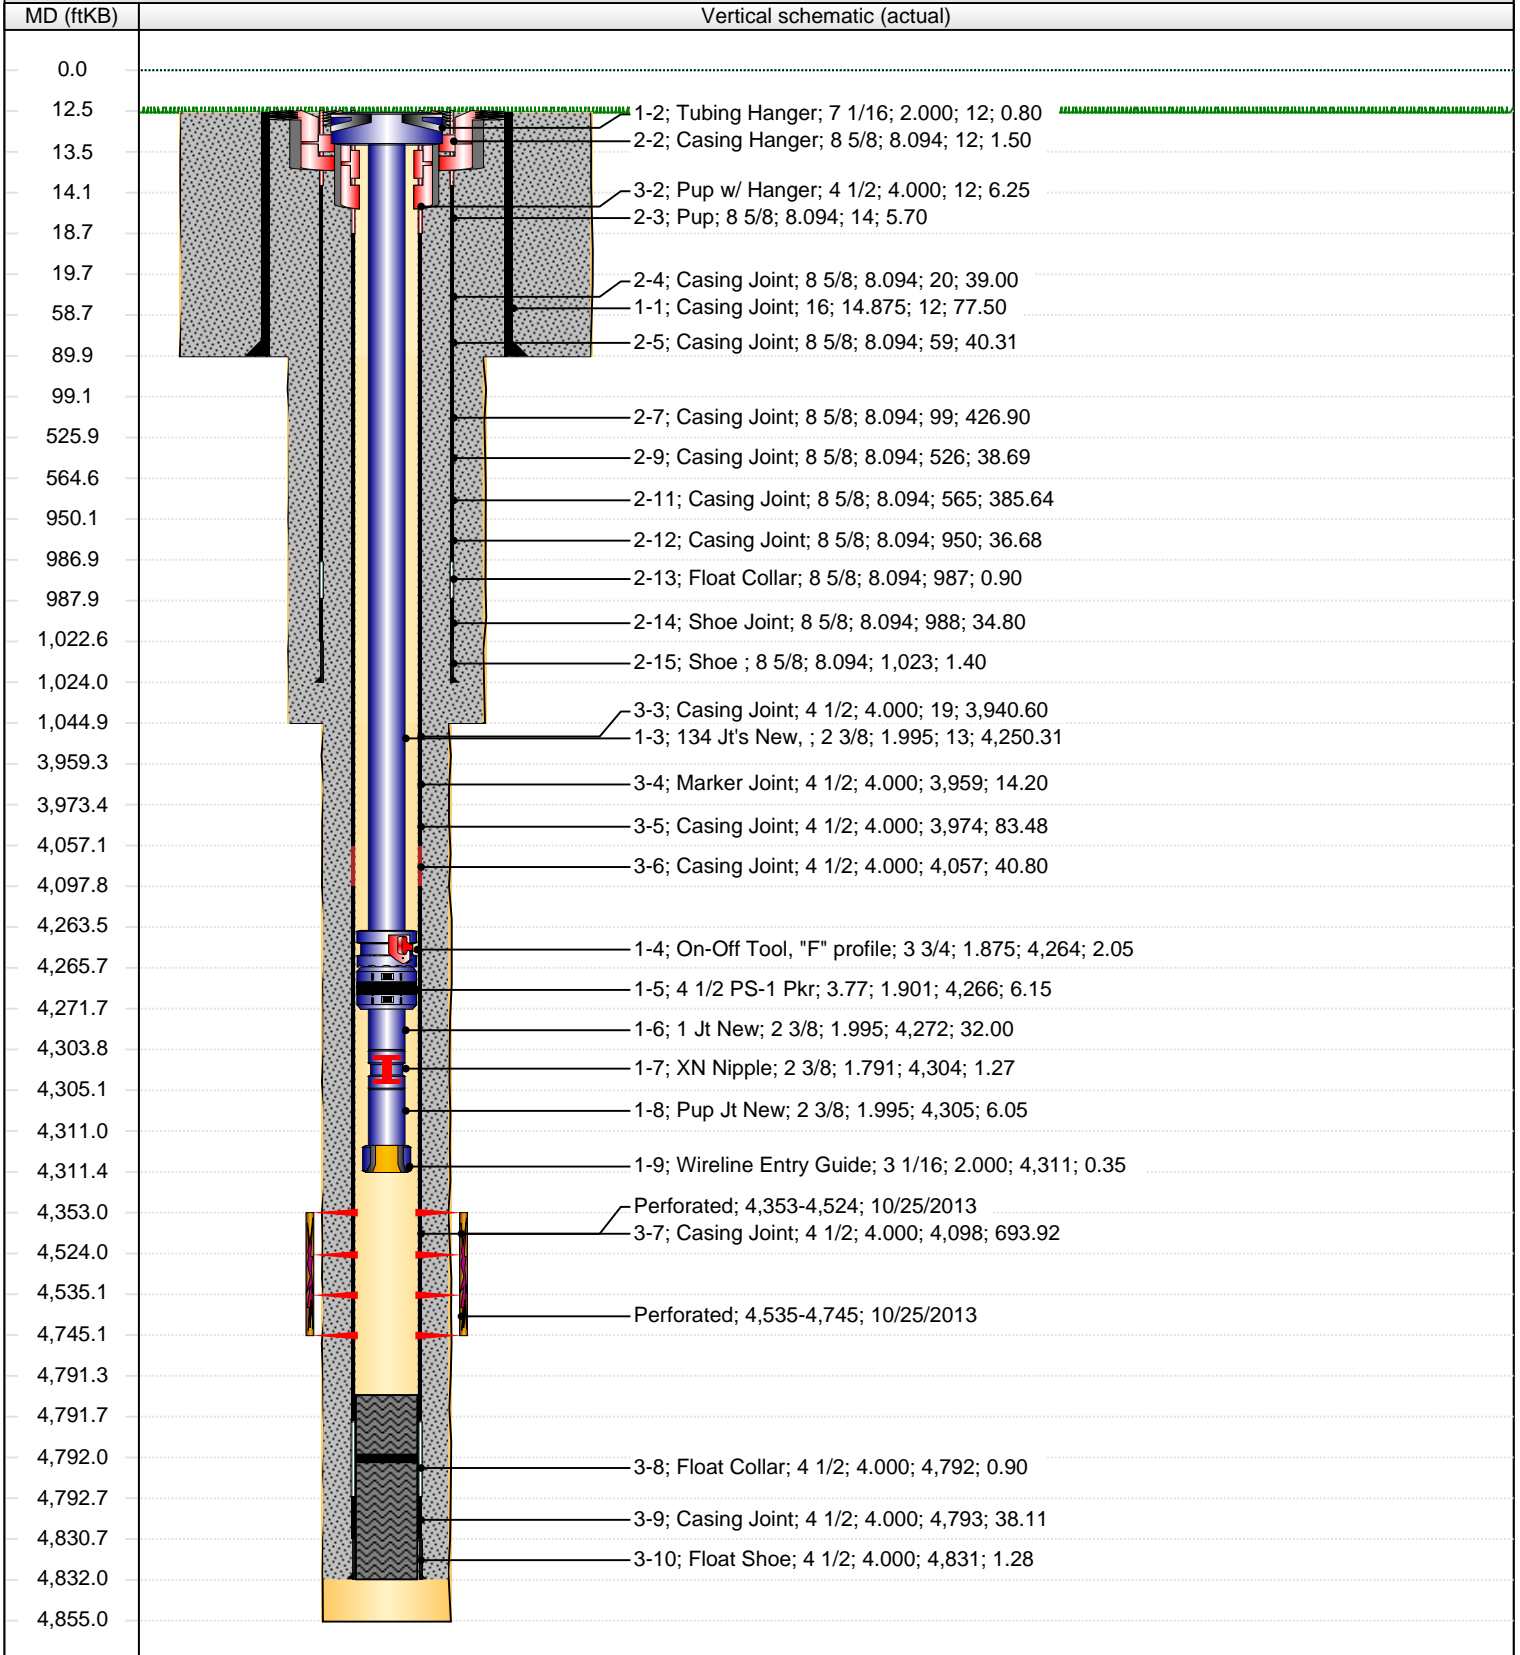 MD (ftKB)
Vertical schematic (actual)
0.0
12.5
1-2; Tubing Hanger; 7 1/16; 2.000; 12; 0.80
2-2; Casing Hanger; 8 5/8; 8.094; 12; 1.50
13.5
14.1
3-2; Pup w/ Hanger; 4 1/2; 4.000; 12; 6.25
2-3; Pup; 8 5/8; 8.094; 14; 5.70
18.7
19.7
2-4; Casing Joint; 8 5/8; 8.094; 20; 39.00
1-1; Casing Joint; 16; 14.875; 12; 77.50
58.7
2-5; Casing Joint; 8 5/8; 8.094; 59; 40.31
89.9
99.1
2-7; Casing Joint; 8 5/8; 8.094; 99; 426.90
525.9
2-9; Casing Joint; 8 5/8; 8.094; 526; 38.69
564.6
2-11; Casing Joint; 8 5/8; 8.094; 565; 385.64
950.1
2-12; Casing Joint; 8 5/8; 8.094; 950; 36.68
986.9
2-13; Float Collar; 8 5/8; 8.094; 987; 0.90
987.9
2-14; Shoe Joint; 8 5/8; 8.094; 988; 34.80
1,022.6
2-15; Shoe ; 8 5/8; 8.094; 1,023; 1.40
1,024.0
3-3; Casing Joint; 4 1/2; 4.000; 19; 3,940.60
1,044.9
1-3; 134 Jt's New, ; 2 3/8; 1.995; 13; 4,250.31
3,959.3
3-4; Marker Joint; 4 1/2; 4.000; 3,959; 14.20
3,973.4
3-5; Casing Joint; 4 1/2; 4.000; 3,974; 83.48
4,057.1
3-6; Casing Joint; 4 1/2; 4.000; 4,057; 40.80
4,097.8
4,263.5
1-4; On-Off Tool, "F" profile; 3 3/4; 1.875; 4,264; 2.05
4,265.7
1-5; 4 1/2 PS-1 Pkr; 3.77; 1.901; 4,266; 6.15
4,271.7
1-6; 1 Jt New; 2 3/8; 1.995; 4,272; 32.00
4,303.8
1-7; XN Nipple; 2 3/8; 1.791; 4,304; 1.27
4,305.1
1-8; Pup Jt New; 2 3/8; 1.995; 4,305; 6.05
4,311.0
1-9; Wireline Entry Guide; 3 1/16; 2.000; 4,311; 0.35
4,311.4
Perforated; 4,353-4,524; 10/25/2013
4,353.0
3-7; Casing Joint; 4 1/2; 4.000; 4,098; 693.92
4,524.0
4,535.1
Perforated; 4,535-4,745; 10/25/2013
4,745.1
4,791.3
4,791.7
4,792.0
3-8; Float Collar; 4 1/2; 4.000; 4,792; 0.90
4,792.7
3-9; Casing Joint; 4 1/2; 4.000; 4,793; 38.11
4,830.7
3-10; Float Shoe; 4 1/2; 4.000; 4,831; 1.28
4,832.0
4,855.0